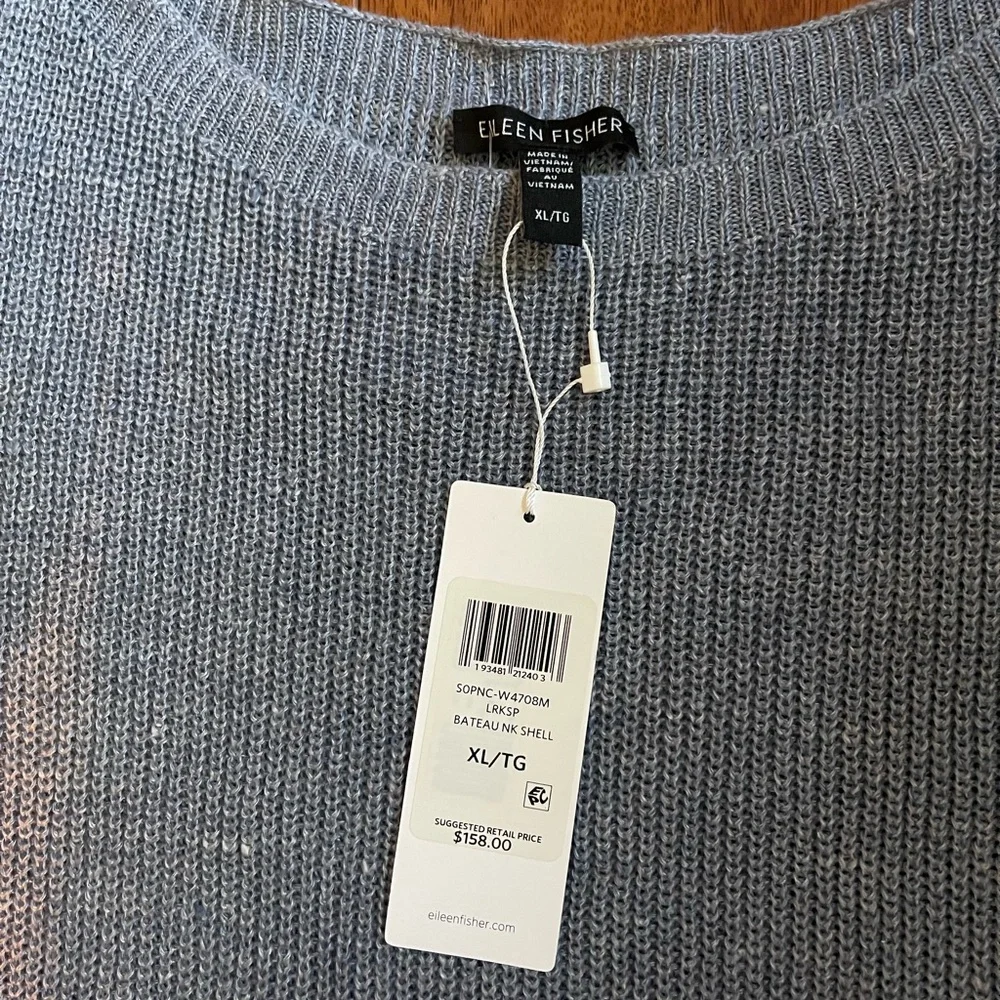 EILEEN FISHER
MADE IN
VIETNAM/
FABRIQUÉ
AU
VIETNAM
XL/TG
1 93481 21240 3
S0PNC-W4708M
LRKSP
BATEAU NK SHELL
XL/TG
EPC
SUGGESTED RETAIL PRICE
$158.00
eileenfisher.com